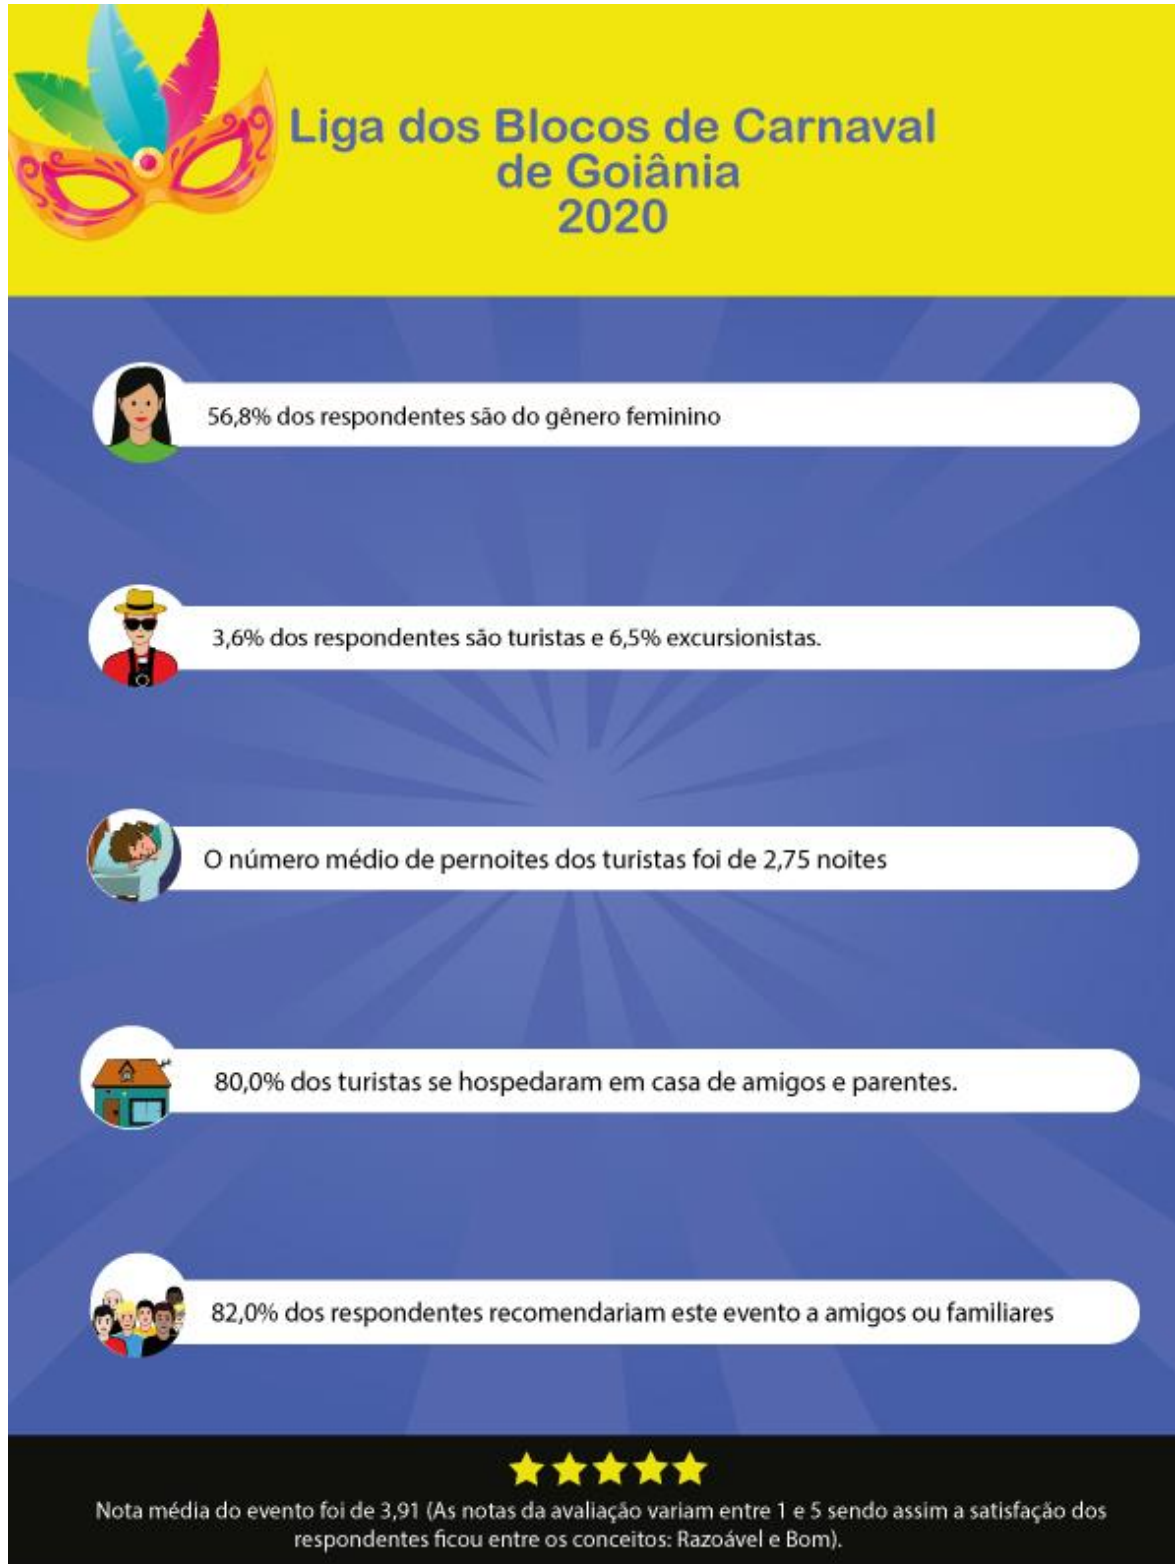 Liga dos Blocos de Carnaval
de Goiânia
2020
56,8% dos respondentes são do gênero feminino
3,6% dos respondentes são turistas e 6,5% excursionistas.
O número médio de pernoites dos turistas foi de 2,75 noites
80,0% dos turistas se hospedaram em casa de amigos e parentes.
82,0% dos respondentes recomendariam este evento a amigos ou familiares
Nota média do evento foi de 3,91 (As notas da avaliação variam entre 1 e 5 sendo assim a satisfação dos
respondentes ficou entre os conceitos: Razoável e Bom).